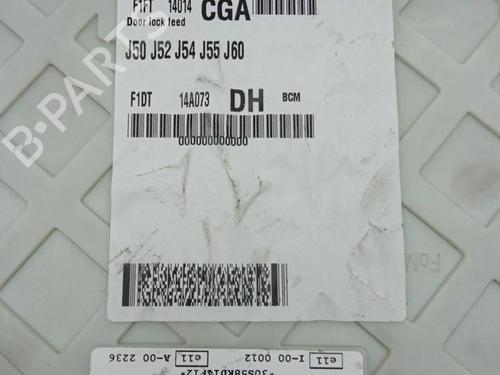 F1FT 14014 CGA
Door lock feed
J50 J52 J54 J55 J60
F1DT 14A073 DH BCM
000000000000
FoM
e11 I-00 0012
e11 A-00 2236